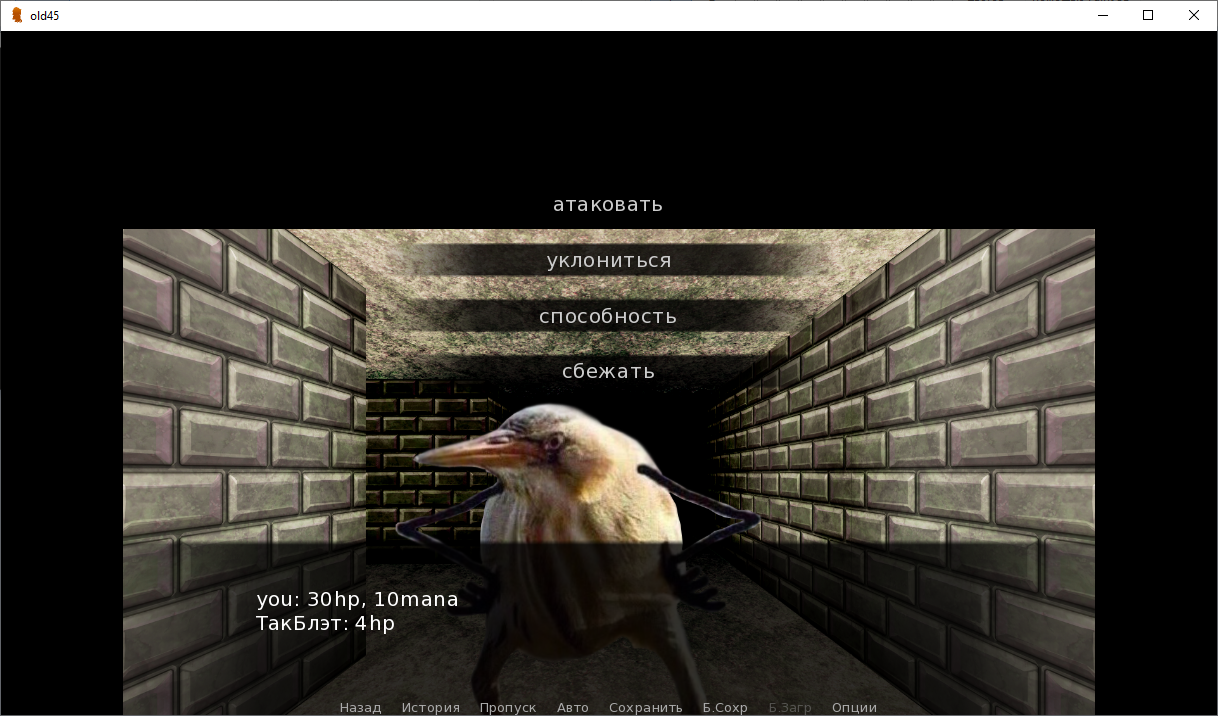 old45
атаковать
уклониться
способность
сбежать
you: 30hp, 10mana
ТакБлэт: 4hp
Назад История Пропуск Авто Сохранить Б.Сохр Б.Загр Опции